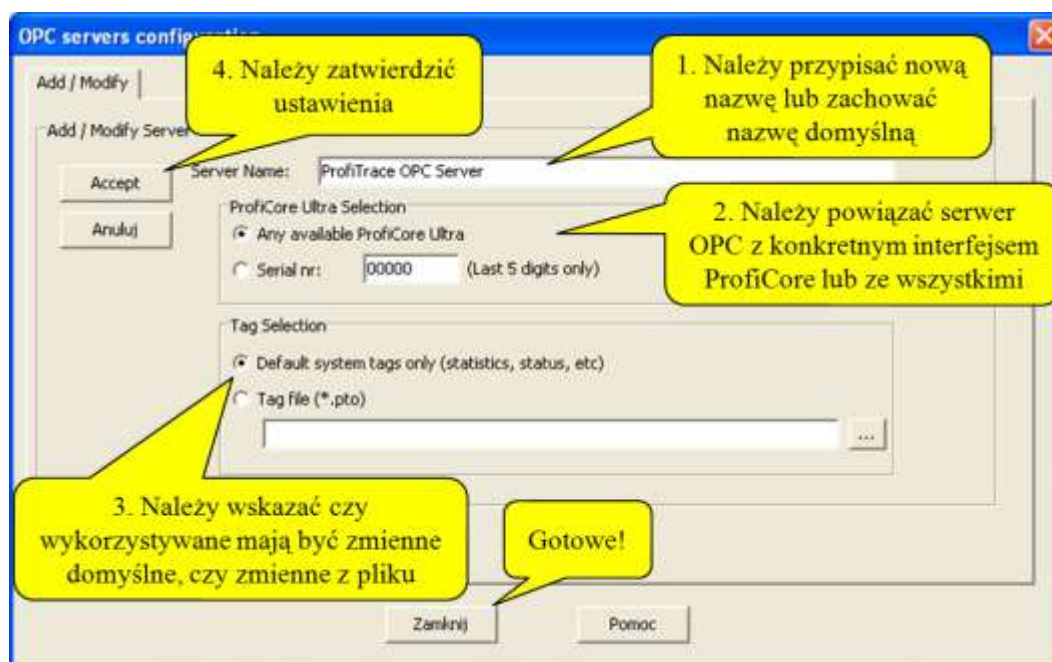 OPC servers configuration
4. Należy zatwierdzić
ustawienia
1. Należy przypisać nową
nazwę lub zachować
nazwę domyślną
Add / Modify
Add / Modify Server
Accept
Server Name:
ProfiTrace OPC Server
Anuluj
ProfiCore Ultra Selection
Any available ProfiCore Ultra
Serial nr:
00000
(Last 5 digits only)
2. Należy powiązać serwer
OPC z konkretnym interfejsem
ProfiCore lub ze wszystkimi
Tag Selection
Default system tags only (statistics, status, etc)
Tag file (*.pto)
...
3. Należy wskazać czy
wykorzystywane mają być zmienne
domyślne, czy zmienne z pliku
Gotowe!
Zamknij
Pomoc